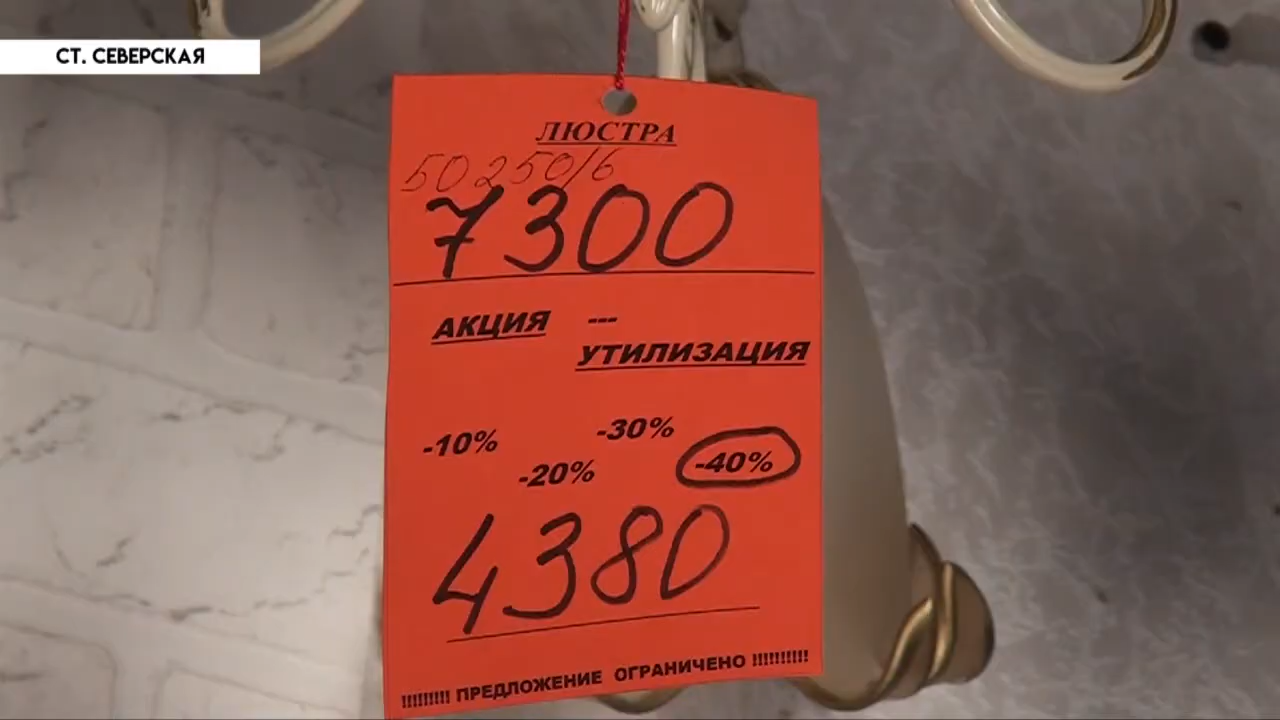 СТ. СЕВЕРСКАЯ
ЛЮСТРА
50250/6
7300
АКЦИЯ ---
УТИЛИЗАЦИЯ
-10% -30%
-20% -40%
4380
!!!!!!!!! ПРЕДЛОЖЕНИЕ ОГРАНИЧЕНО !!!!!!!!!!